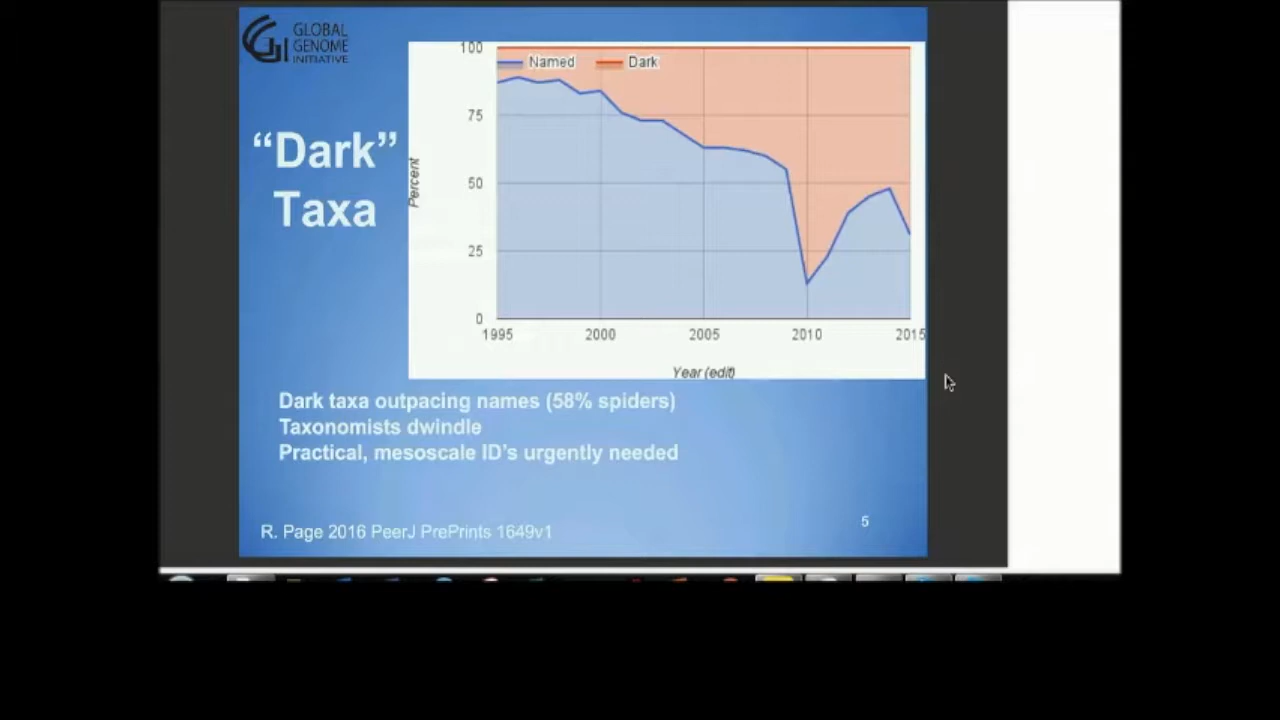 GLOBAL
GENOME
INITIATIVE
“Dark”
Taxa
100
75
50
25
0
Percent
Named
Dark
1995
2000
2005
2010
2015
Year (edit)
Dark taxa outpacing names (58% spiders)
Taxonomists dwindle
Practical, mesoscale ID's urgently needed
R. Page 2016 PeerJ PrePrints 1649v1
5